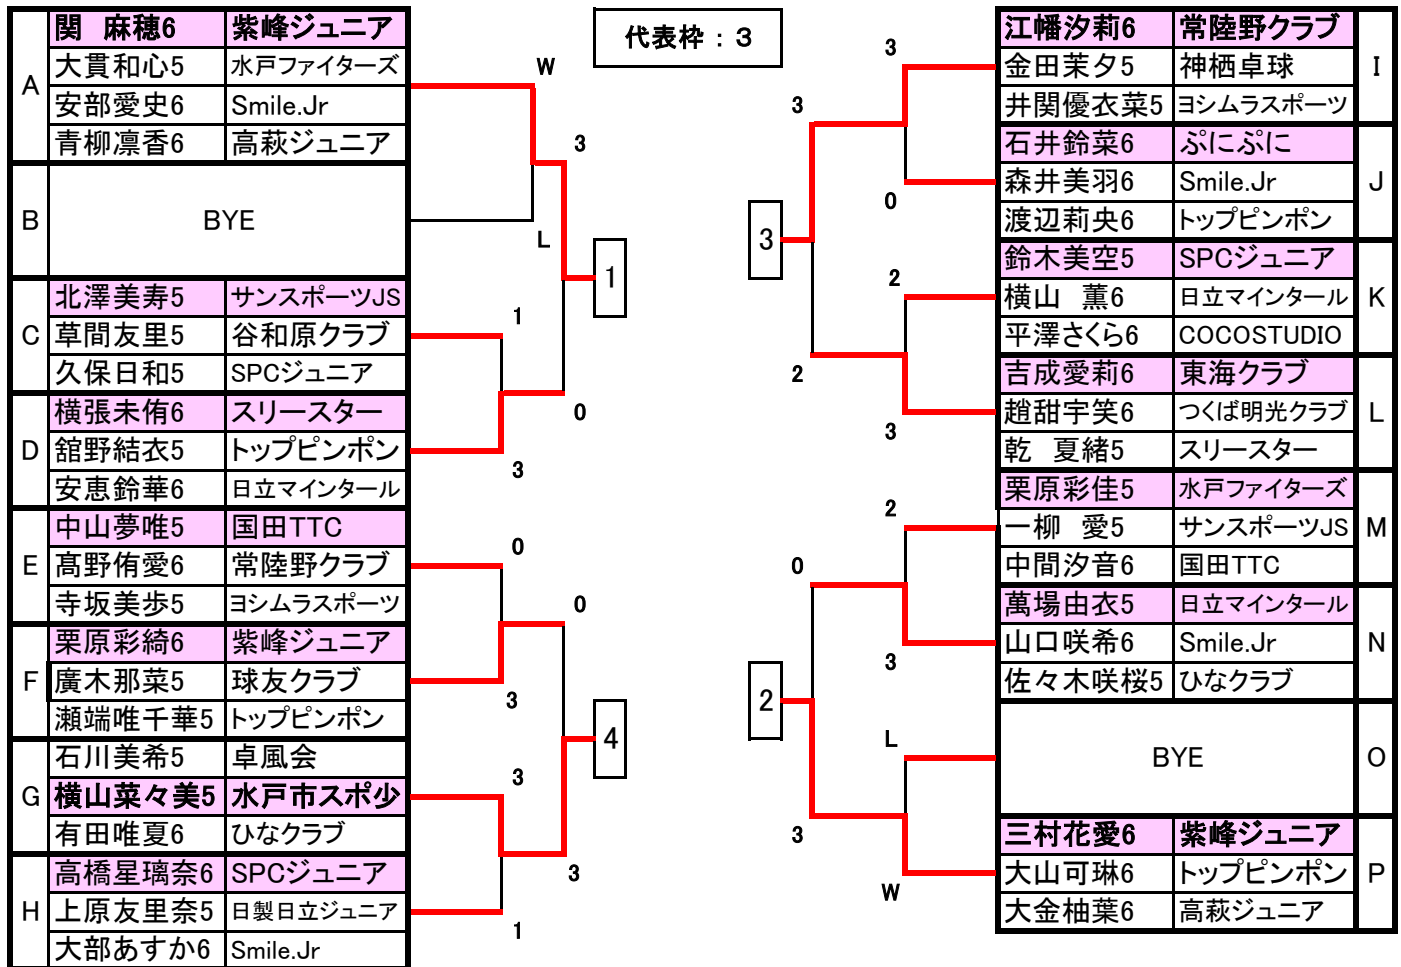 代表枠：3
A
関 麻穂6 紫峰ジュニア
大貫和心5 水戸ファイターズ
安部愛史6 Smile.Jr
青柳凛香6 高萩ジュニア
B
BYE
C
北澤美寿5 サンスポーツJS
草間友里5 谷和原クラブ
久保日和5 SPCジュニア
D
横張未侑6 スリースター
舘野結衣5 トップピンポン
安恵鈴華6 日立マインタール
E
中山夢唯5 国田TTC
髙野侑愛6 常陸野クラブ
寺坂美歩5 ヨシムラスポーツ
F
栗原彩綺6 紫峰ジュニア
廣木那菜5 球友クラブ
瀬端唯千華5 トップピンポン
G
石川美希5 卓風会
横山菜々美5 水戸市スポ少
有田唯夏6 ひなクラブ
H
高橋星璃奈6 SPCジュニア
上原友里奈5 日製日立ジュニア
大部あすか6 Smile.Jr
W
L
3
1
3
0
1
0
3
0
3
1
3
4
3
3
0
3
2
3
2
3
2
3
0
L
W
3
2
江幡汐莉6 常陸野クラブ
金田茉夕5 神栖卓球
井関優衣菜5 ヨシムラスポーツ
I
石井鈴菜6 ぷにぷに
森井美羽6 Smile.Jr
渡辺莉央6 トップピンポン
J
鈴木美空5 SPCジュニア
横山 薫6 日立マインタール
平澤さくら6 COCOSTUDIO
K
吉成愛莉6 東海クラブ
趙甜宇笑6 つくば明光クラブ
乾 夏緒5 スリースター
L
栗原彩佳5 水戸ファイターズ
一柳 愛5 サンスポーツJS
中間汐音6 国田TTC
M
萬場由衣5 日立マインタール
山口咲希6 Smile.Jr
佐々木咲桜5 ひなクラブ
N
BYE
O
三村花愛6 紫峰ジュニア
大山可琳6 トップピンポン
大金柚葉6 高萩ジュニア
P